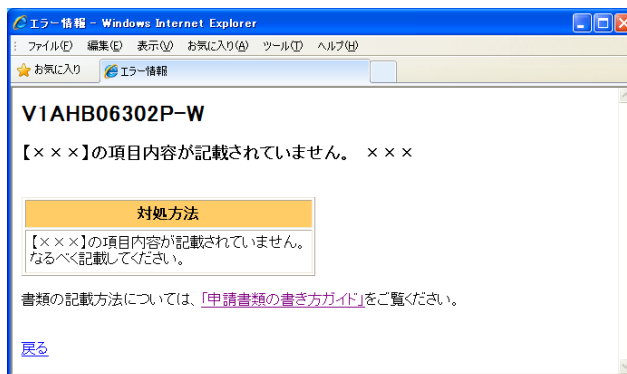 エラー情報 - Windows Internet Explorer
ファイル(F) 編集(E) 表示(V) お気に入り(A) ツール(T) ヘルプ(H)
お気に入り エラー情報
V1AHB06302P-W
【×××】の項目内容が記載されていません。 ×××
対処方法
【×××】の項目内容が記載されていません。
なるべく記載してください。
書類の記載方法については、「申請書類の書き方ガイド」をご覧ください。
戻る